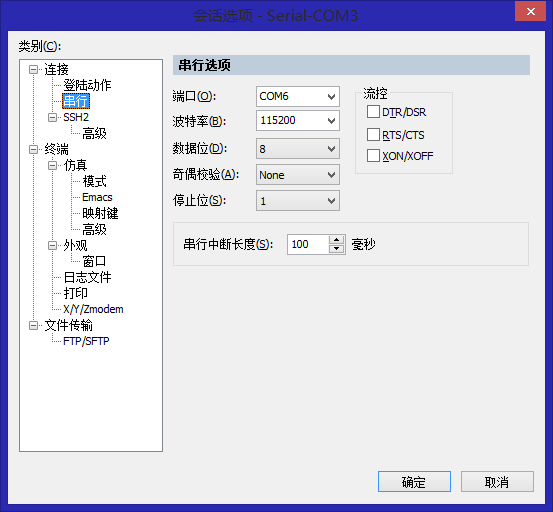 会话选项 - Serial-COM3
类别(C):
连接
登陆动作
串行
SSH2
高级
终端
仿真
模式
Emacs
映射键
高级
外观
窗口
日志文件
打印
X/Y/Zmodem
文件传输
FTP/SFTP
串行选项
端口(O): COM6
波特率(B): 115200
数据位(D): 8
奇偶校验(A): None
停止位(S): 1
流控
DTR/DSR
RTS/CTS
XON/XOFF
串行中断长度(S): 100 毫秒
确定 取消